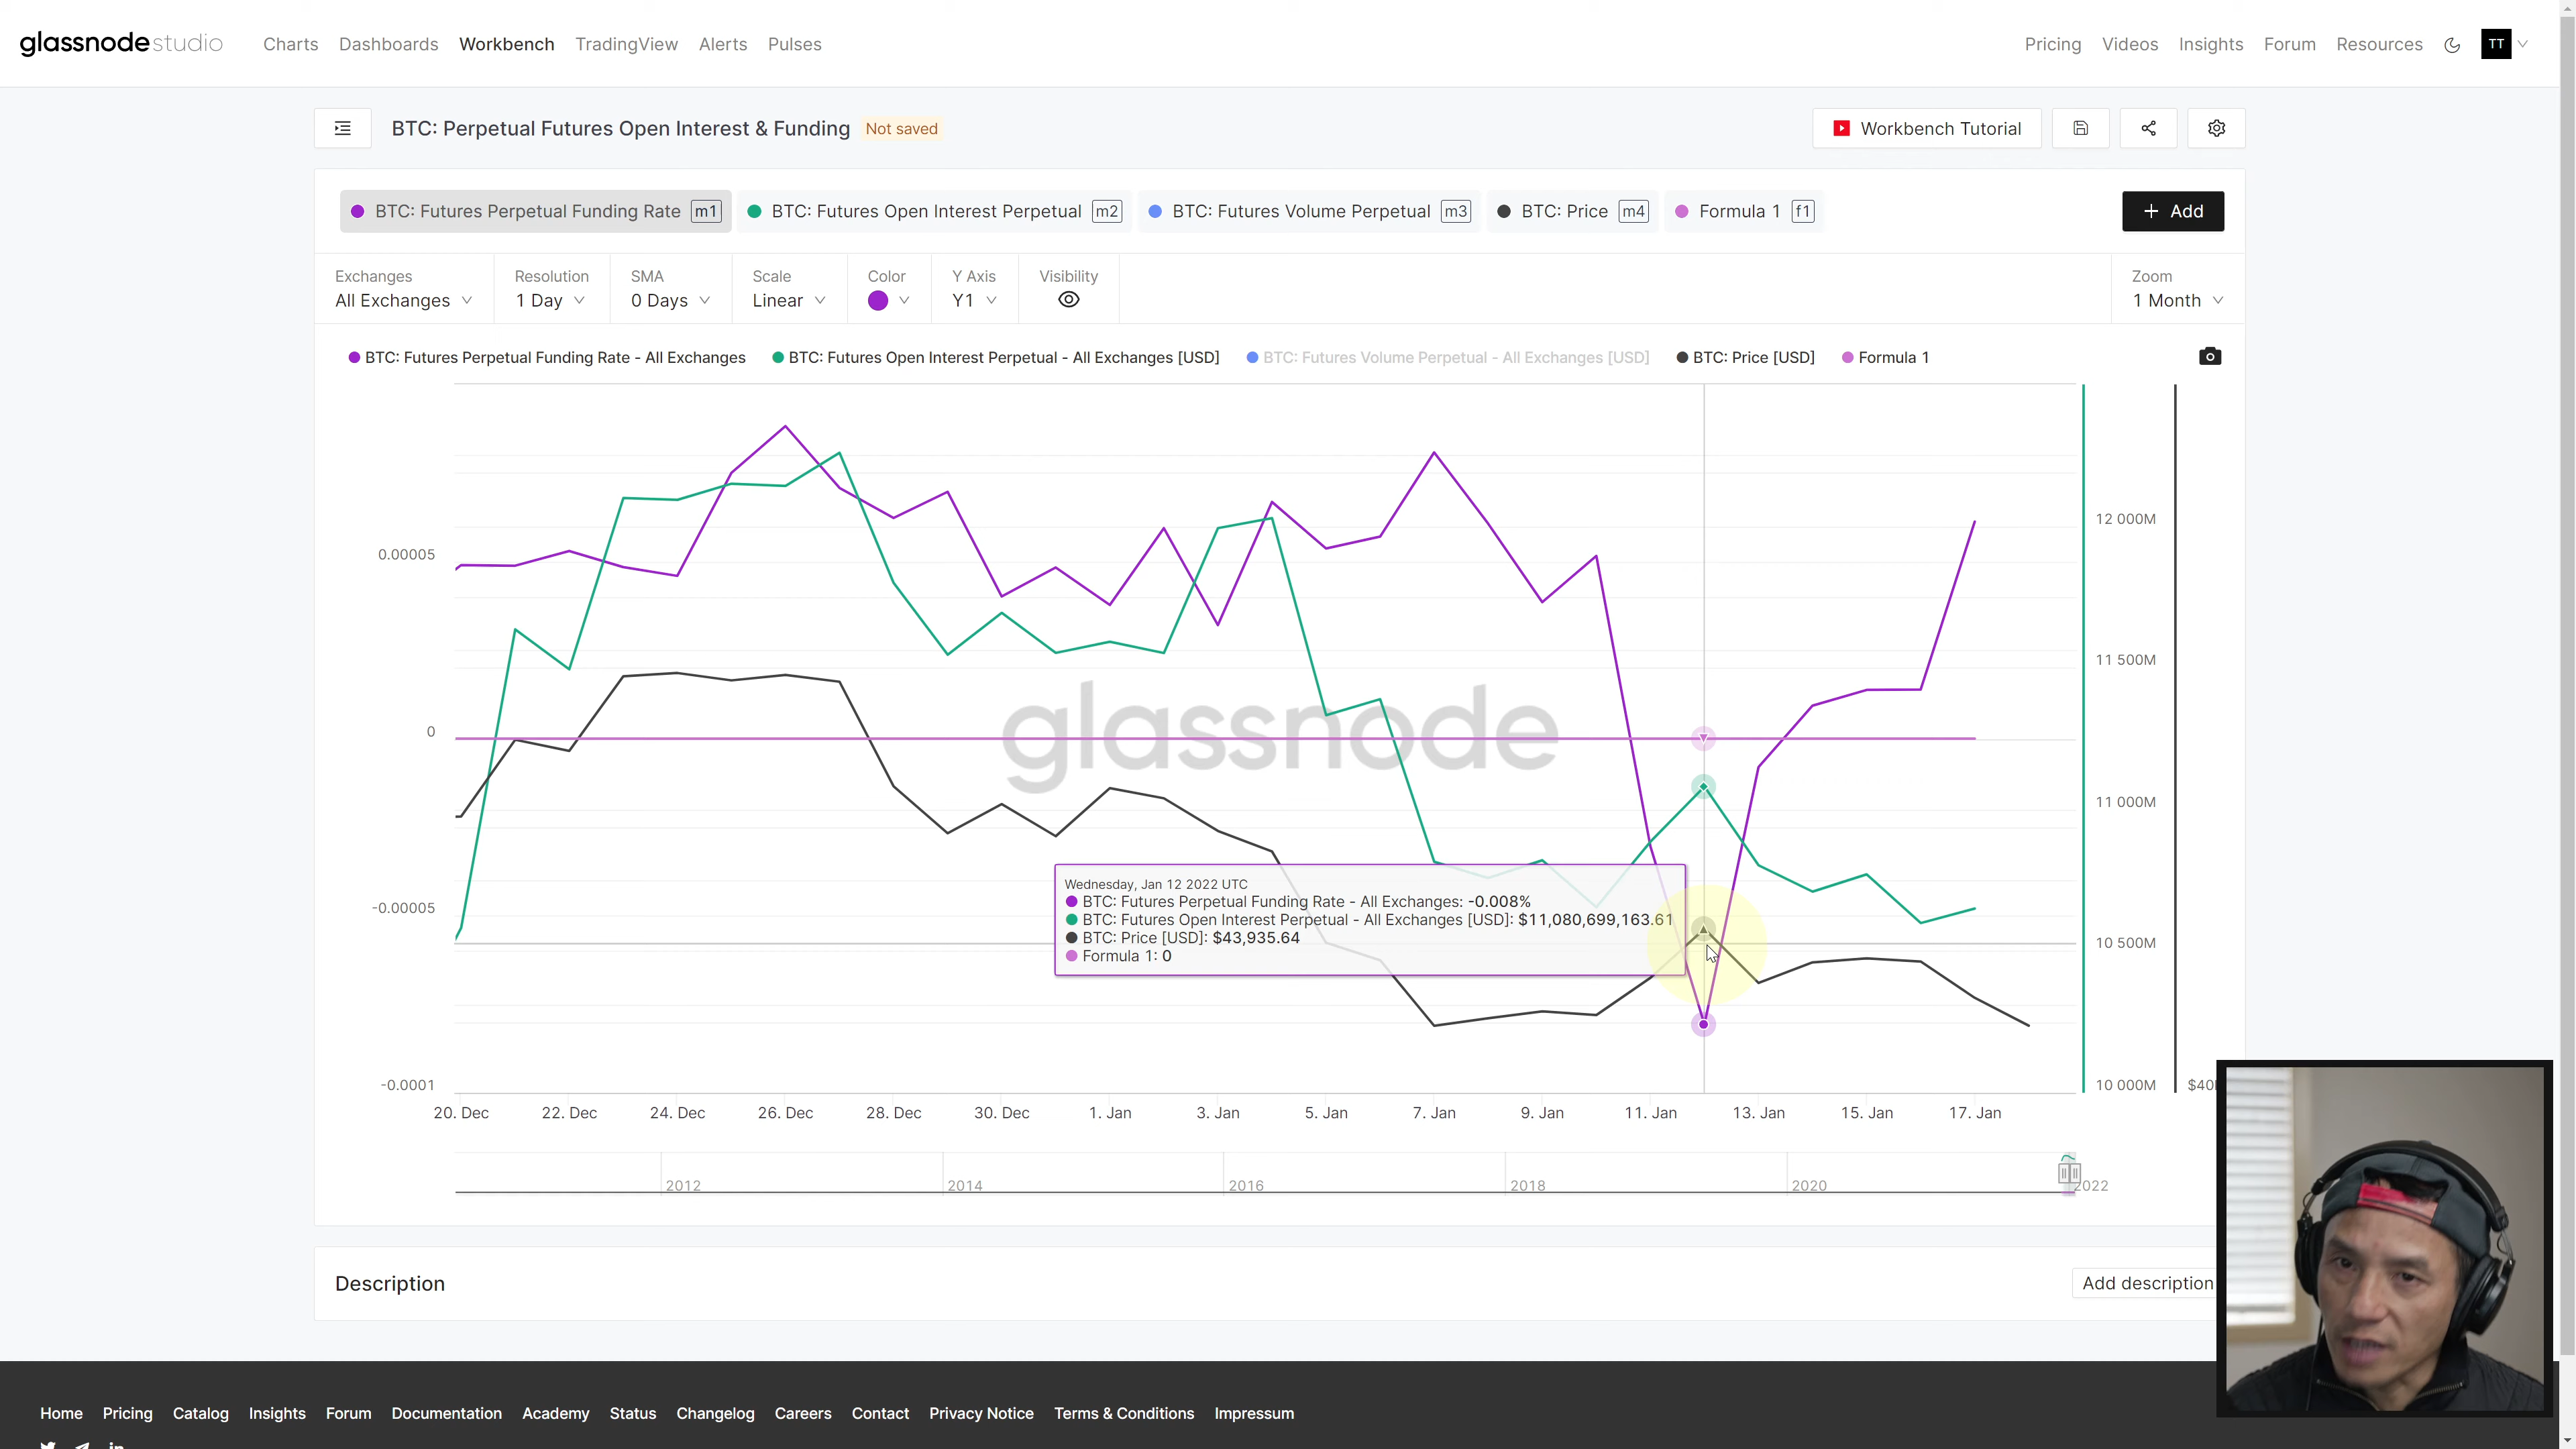 glassnode studio Charts Dashboards Workbench TradingView Alerts Pulses Pricing Videos Insights Forum Resources TT
BTC: Perpetual Futures Open Interest & Funding Not saved Workbench Tutorial
BTC: Futures Perpetual Funding Rate m1 BTC: Futures Open Interest Perpetual m2 BTC: Futures Volume Perpetual m3 BTC: Price m4 Formula 1 f1 + Add
Exchanges Resolution SMA Scale Color Y Axis Visibility Zoom
All Exchanges 1 Day 0 Days Linear Y1 1 Month
BTC: Futures Perpetual Funding Rate - All Exchanges BTC: Futures Open Interest Perpetual - All Exchanges [USD] BTC: Futures Volume Perpetual - All Exchanges [USD] BTC: Price [USD] Formula 1
12 000M
0.00005
11 500M
glassnode
0
11 000M
Wednesday, Jan 12 2022 UTC
BTC: Futures Perpetual Funding Rate - All Exchanges: -0.008%
BTC: Futures Open Interest Perpetual - All Exchanges [USD]: $11,080,699,163.61
BTC: Price [USD]: $43,935.64
Formula 1: 0
-0.00005
10 500M
-0.0001 10 000M $40
20. Dec 22. Dec 24. Dec 26. Dec 28. Dec 30. Dec 1. Jan 3. Jan 5. Jan 7. Jan 9. Jan 11. Jan 13. Jan 15. Jan 17. Jan
2012 2014 2016 2018 2020 2022
Description Add description
Home Pricing Catalog Insights Forum Documentation Academy Status Changelog Careers Contact Privacy Notice Terms & Conditions Impressum